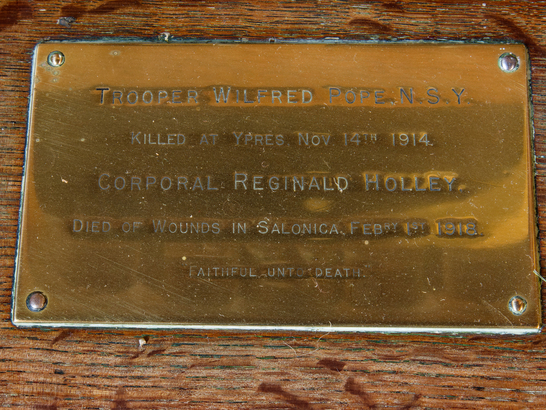 TROOPER WILFRED POPE. N.S.Y.
KILLED AT YPRES, NOV 14TH 1914.
CORPORAL REGINALD HOLLEY.
DIED OF WOUNDS IN SALONICA, FEBRY 1ST 1918.
FAITHFUL UNTO DEATH.